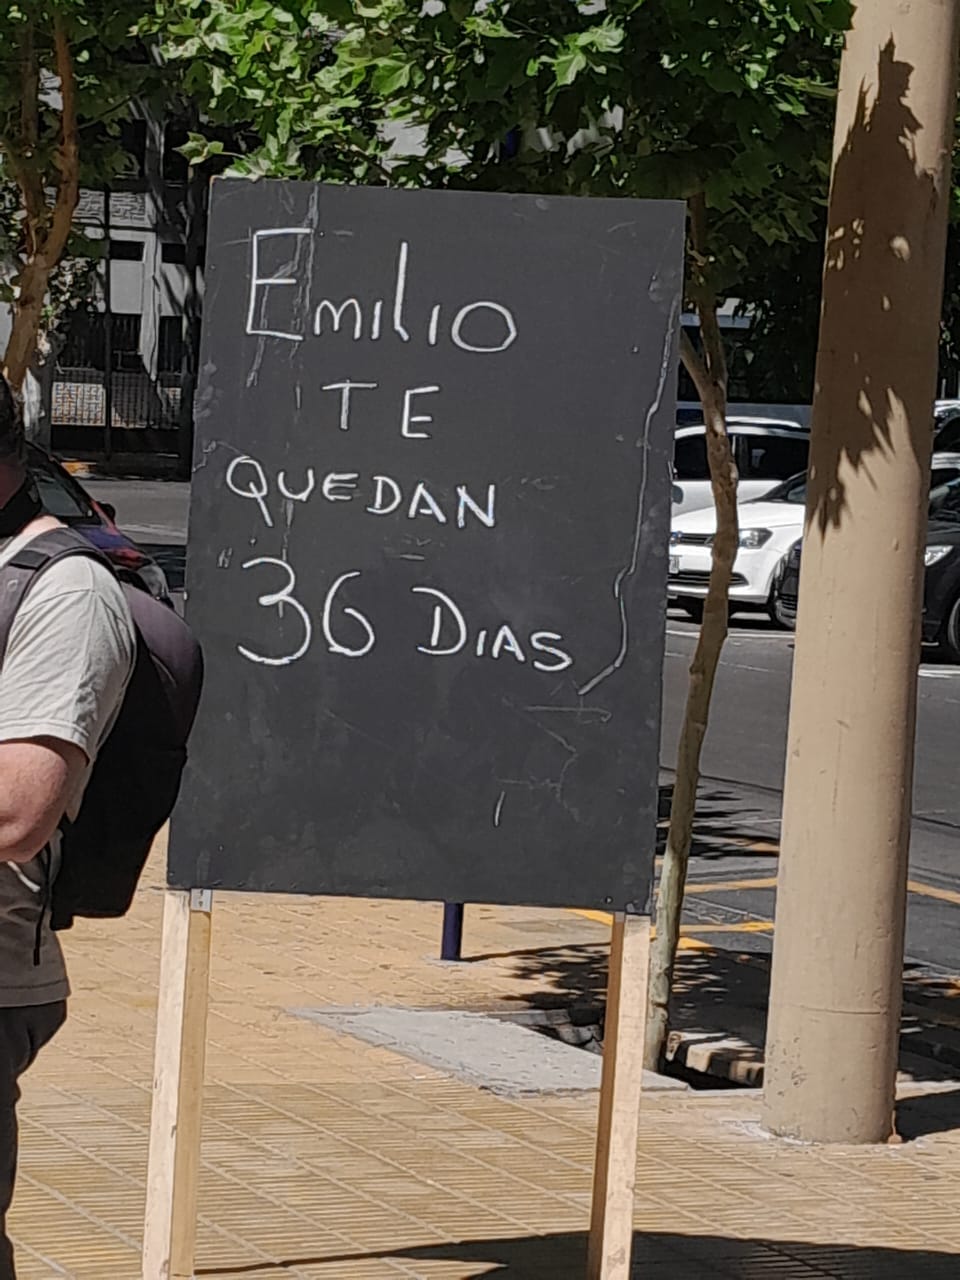 Emilio
TE
QUEDAN
36 DIAS